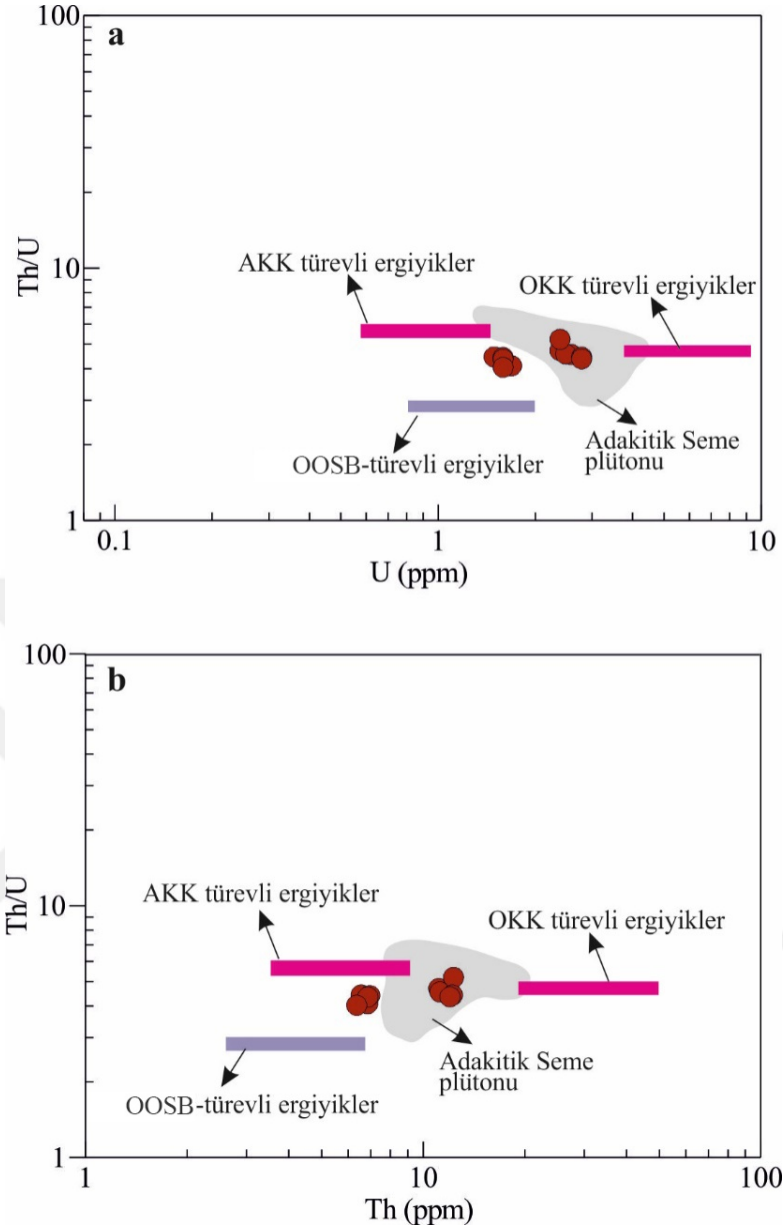 100
a
Th/U
AKK türevli ergiyikler
10
OKK türevli ergiyikler
OOSB-türevli ergiyikler
Adakitik Seme
plütonu
1
0.1
1
10
U (ppm)
100
b
Th/U
AKK türevli ergiyikler
10
OKK türevli ergiyikler
Adakitik Seme
plütonu
OOSB-türevli ergiyikler
1
1
10
100
Th (ppm)